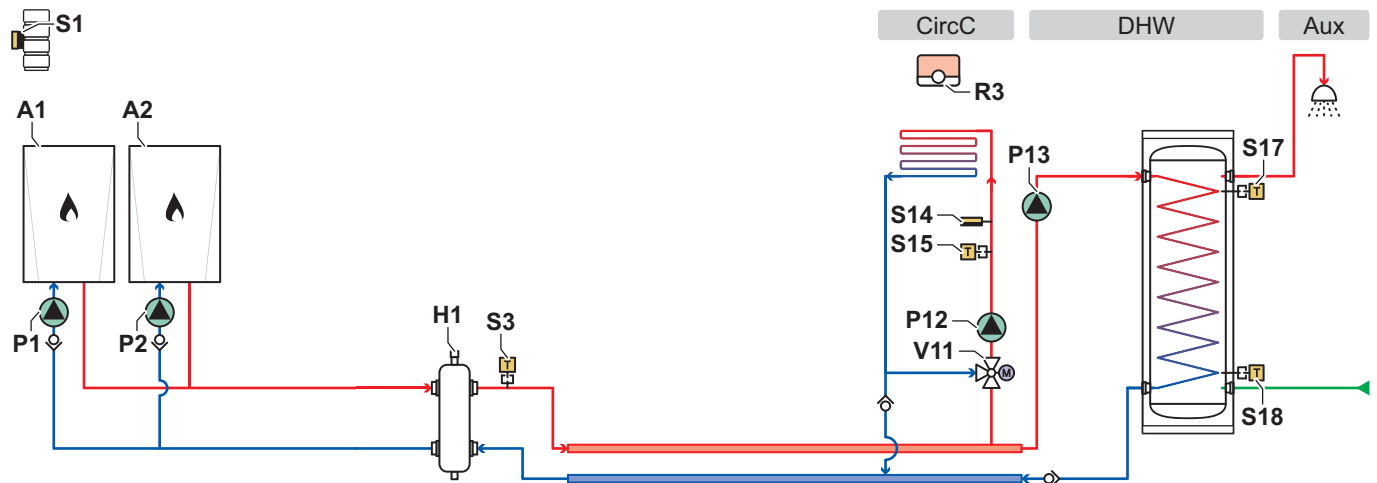 S1
CircC
DHW
Aux
R3
A1
A2
P13
S17
T
S14
S15
T
P1
P2
H1
S3
T
P12
V11
M
T
S18